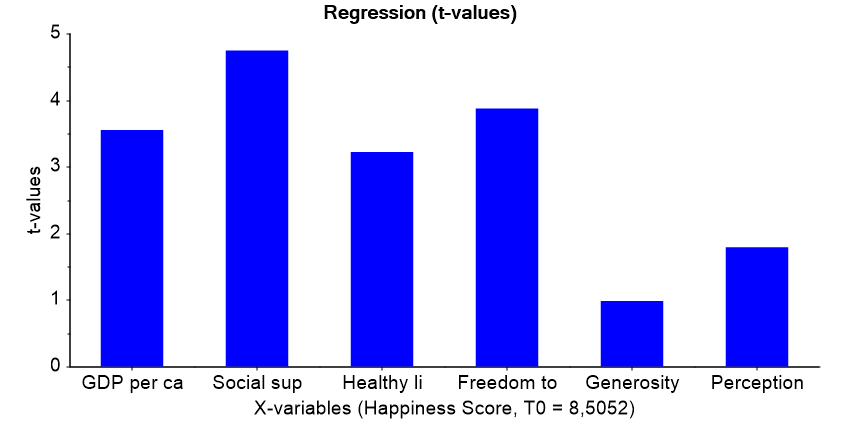 Regression (t-values)
5
4
3
2
1
0
t-values
GDP per ca Social sup Healthy li Freedom to Generosity Perception
X-variables (Happiness Score, T0 = 8,5052)